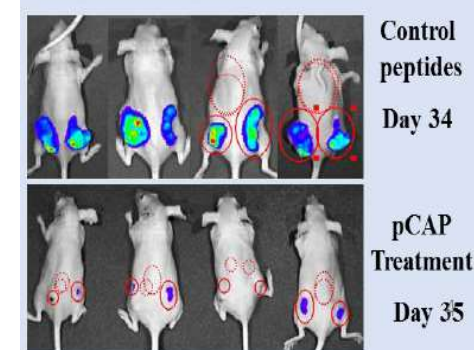 Control
peptides
Day 34
pCAP
Treatment
Day 35